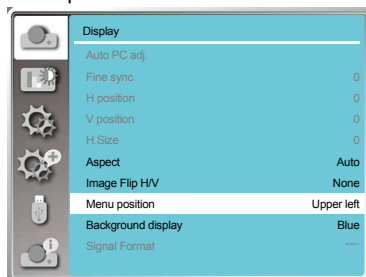 Display
Auto PC adj.
Fine sync 0
H position 0
V position 0
H.Size 0
Aspect Auto
Image Flip H/V None
Menu position Upper left
Background display Blue
Signal Format ----